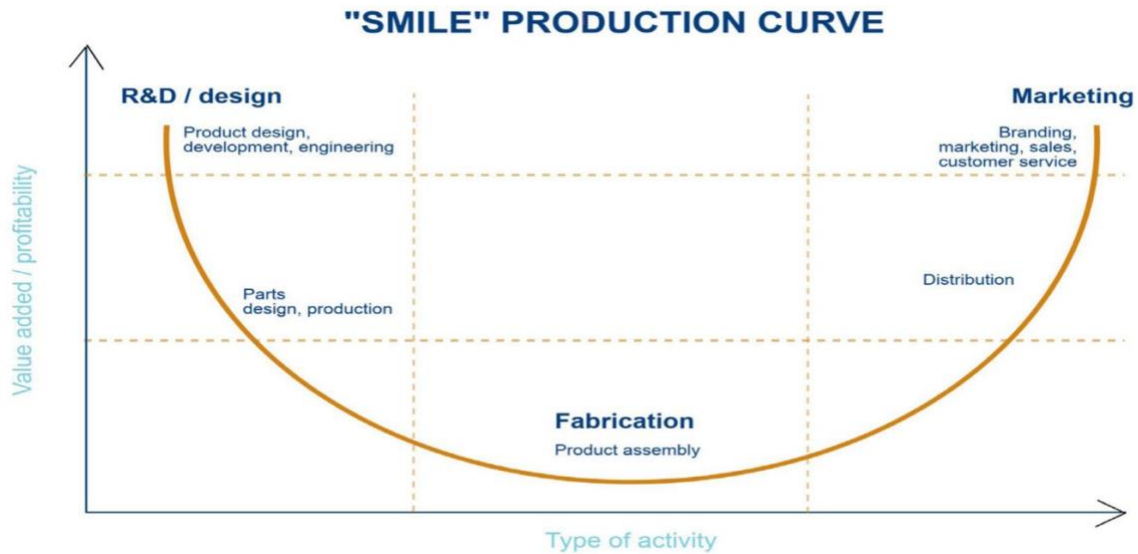 "SMILE" PRODUCTION CURVE
R&D / design
Product design,
development, engineering
Marketing
Branding,
marketing, sales,
customer service
Value added / profitability
Parts
design, production
Distribution
Fabrication
Product assembly
Type of activity